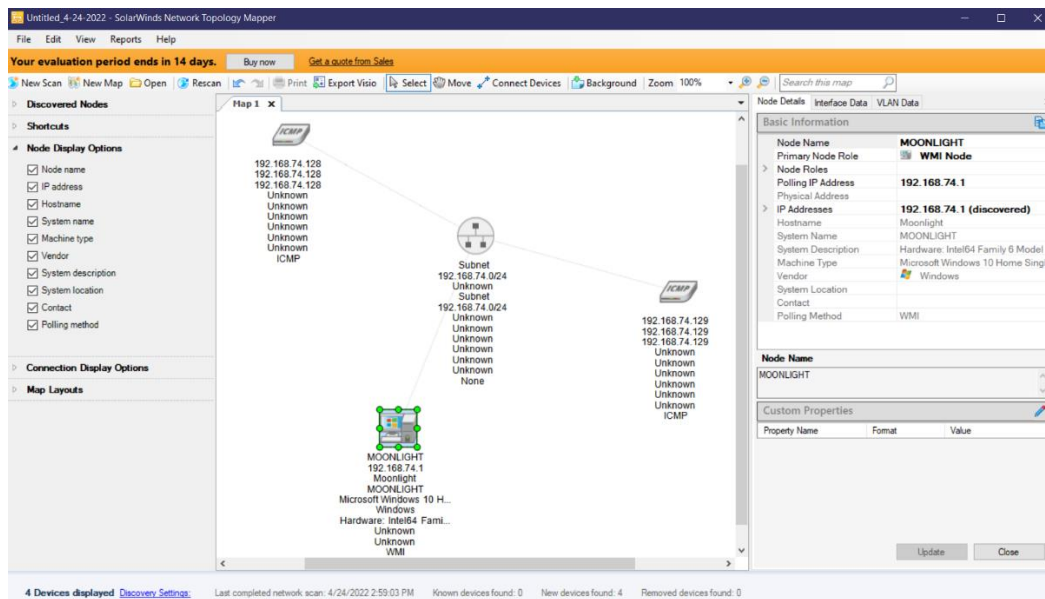 Untitled_4-24-2022 - SolarWinds Network Topology Mapper
File Edit View Reports Help
Your evaluation period ends in 14 days. Buy now Get a quote from Sales
New Scan New Map Open Rescan Print Export Visio Select Move Connect Devices Background Zoom 100% Search this map
Discovered Nodes
Shortcuts
Node Display Options
Node name
IP address
Hostname
System name
Machine type
Vendor
System description
System location
Contact
Polling method
Connection Display Options
Map Layouts
Map 1 X
ICMP
192.168.74.128
192.168.74.128
192.168.74.128
Unknown
Unknown
Unknown
Unknown
Unknown
Unknown
ICMP
Subnet
192.168.74.0/24
Unknown
Subnet
192.168.74.0/24
Unknown
Unknown
Unknown
Unknown
Unknown
None
ICMP
192.168.74.129
192.168.74.129
192.168.74.129
Unknown
Unknown
Unknown
Unknown
Unknown
Unknown
ICMP
MOONLIGHT
192.168.74.1
Moonlight
MOONLIGHT
Microsoft Windows 10 H...
Windows
Hardware: Intel64 Fami...
Unknown
Unknown
WMI
Node Details Interface Data VLAN Data
Basic Information
Node Name MOONLIGHT
Primary Node Role WMI Node
Node Roles
Polling IP Address 192.168.74.1
Physical Address
IP Addresses 192.168.74.1 (discovered)
Hostname Moonlight
System Name MOONLIGHT
System Description Hardware: Intel64 Family 6 Model
Machine Type Microsoft Windows 10 Home Singl
Vendor Windows
System Location
Contact
Polling Method WMI
Node Name
MOONLIGHT
Custom Properties
Property Name Format Value
Update Close
4 Devices displayed Discovery Settings: Last completed network scan: 4/24/2022 2:59:03 PM Known devices found: 0 New devices found: 4 Removed devices found: 0